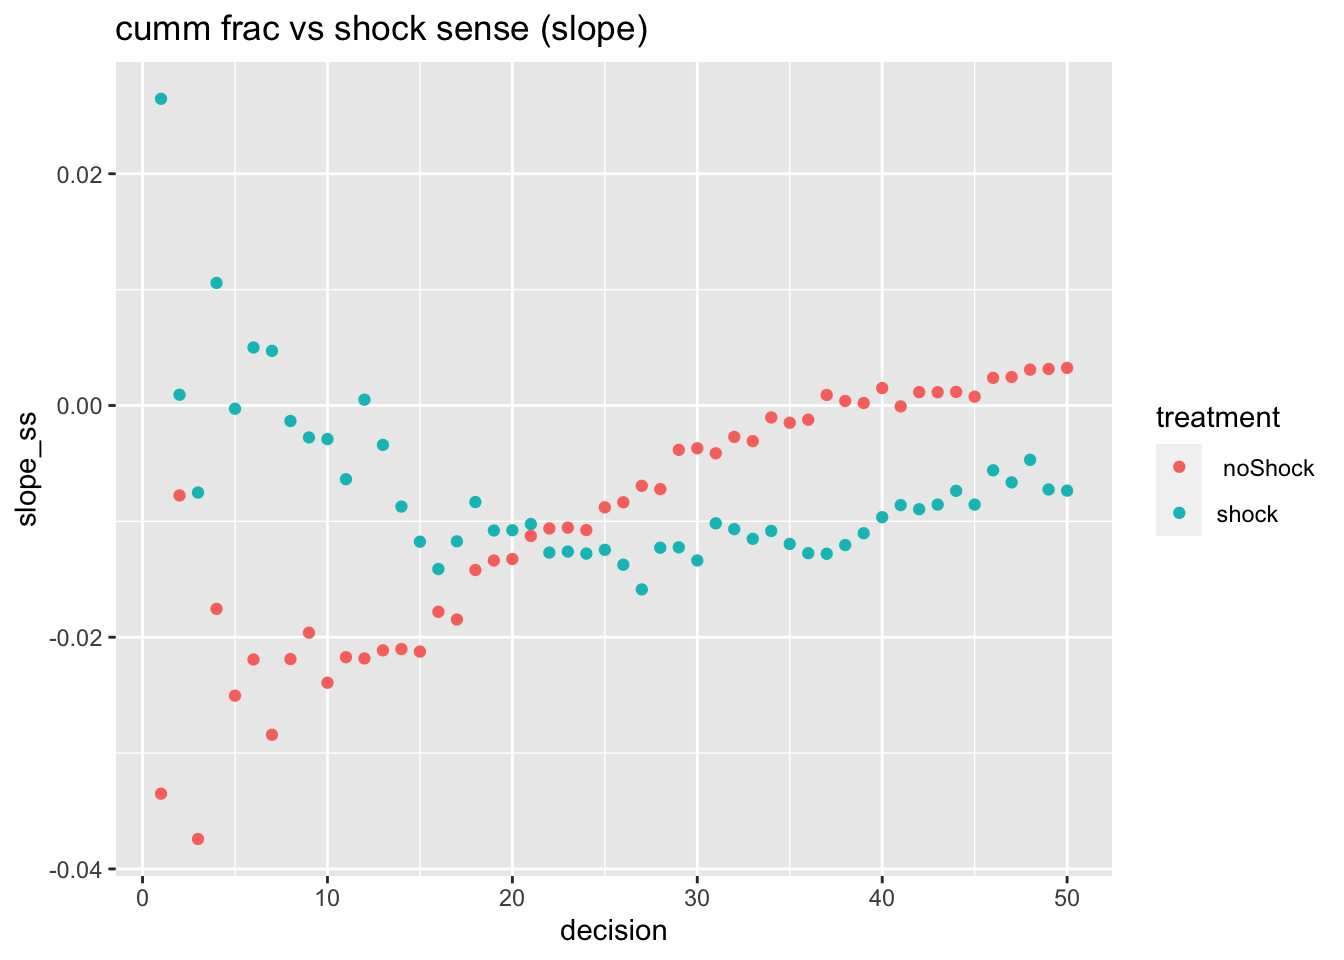 cumm frac vs shock sense (slope)
slope_ss
0.02
0.00
-0.02
-0.04
0 10 20 30 40 50
decision
treatment
noShock
shock